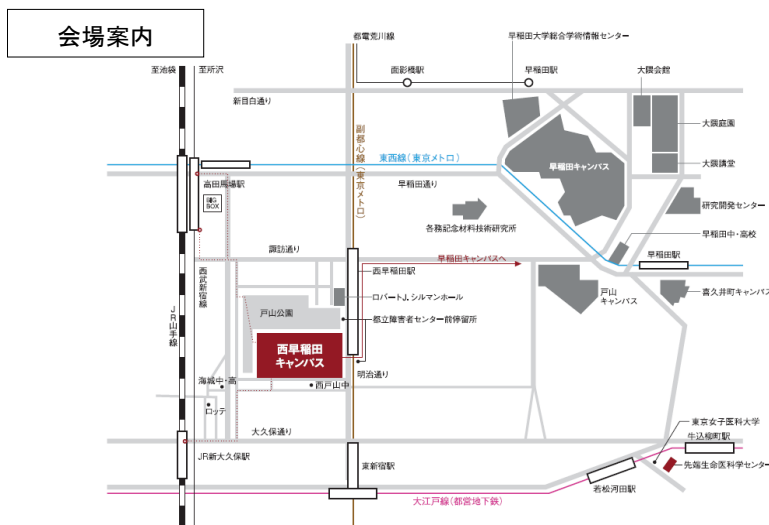 会場案内
都電荒川線
早稲田大学総合学術情報センター
至池袋
至所沢
面影橋駅
早稲田駅
大隈会館
新目白通り
大隈庭園
副都心線(東京メトロ)
東西線(東京メトロ)
早稲田キャンパス
大隈講堂
高田馬場駅
早稲田通り
BIG
BOX
研究開発センター
各務記念材料技術研究所
早稲田中・高校
諏訪通り
早稲田キャンパスへ
早稲田駅
西武新宿線
西早稲田駅
JR山手線
ロバートJ.シルマンホール
戸山
キャンパス
喜久井町キャンパス
戸山公園
都立障害者センター前停留所
西早稲田
キャンパス
明治通り
海城中・高
西戸山中
ロッテ
大久保通り
東京女子医科大学
牛込柳町駅
JR新大久保駅
東新宿駅
先端生命医科学センター
若松河田駅
大江戸線(都営地下鉄)